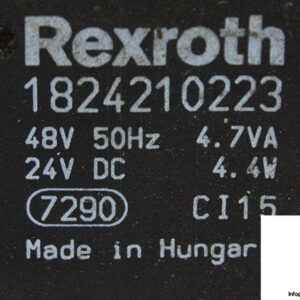 Rexroth
1824210223
48V 50Hz 4.7VA
24V DC 4.4W
7290 CI15
Made in Hungar